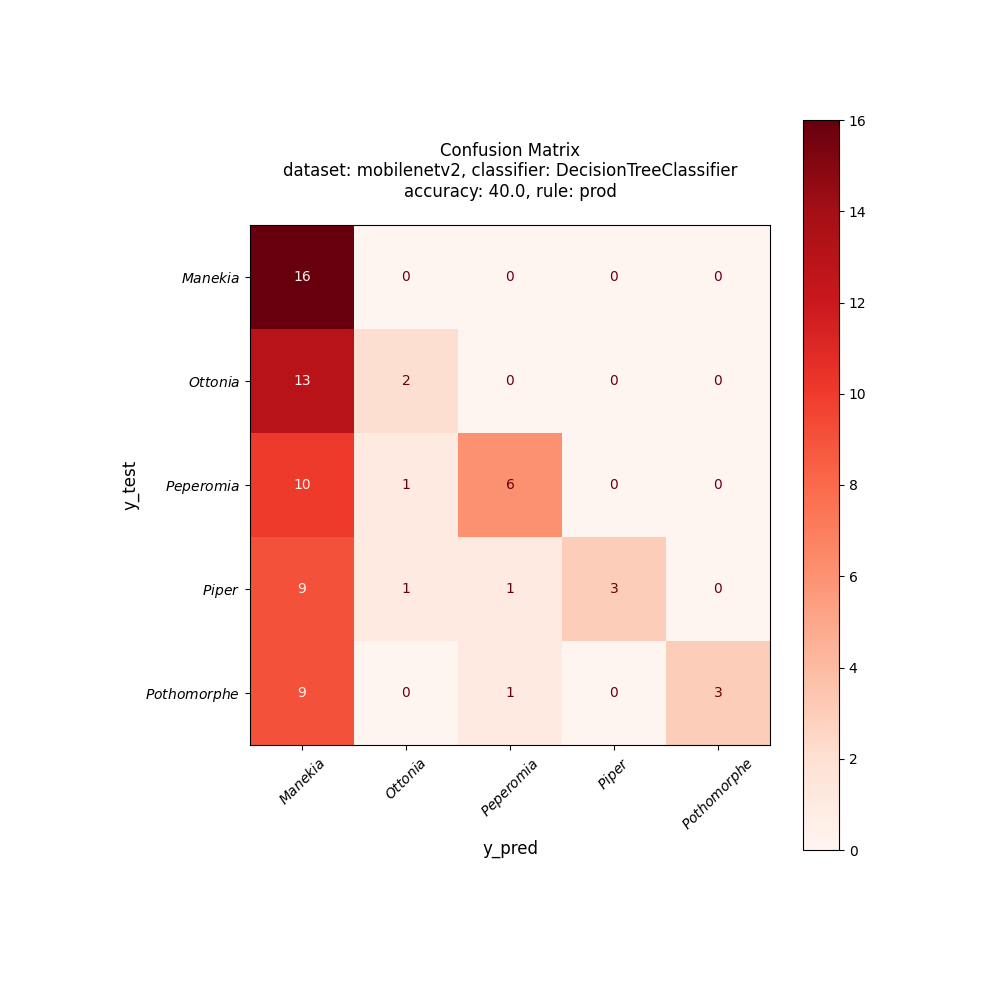 Confusion Matrix
dataset: mobilenetv2, classifier: DecisionTreeClassifier
accuracy: 40.0, rule: prod
Manekia 16 0 0 0 0
Ottonia 13 2 0 0 0
Peperomia 10 1 6 0 0
Piper 9 1 1 3 0
Pothomorphe 9 0 1 0 3
Manekia Ottonia Peperomia Piper Pothomorphe
y_test
y_pred
16
14
12
10
8
6
4
2
0